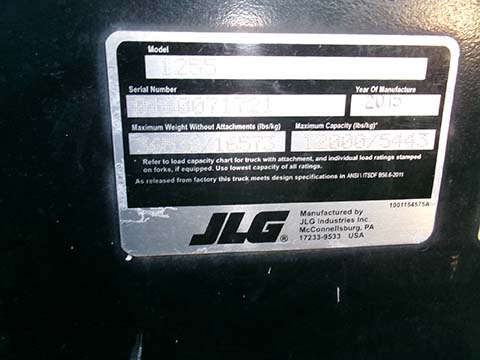 Model
1255
Serial Number Year Of Manufacture
2015
Maximum Weight Without Attachments (lbs/kg) Maximum Capacity (lbs/kg)*
/16573 12000/5443
* Refer to load capacity chart for truck with attachment, and individual load ratings stamped
on forks, if equipped. Use lowest capacity of all ratings.
As released from factory this truck meets design specifications in ANSI \ ITSDF B56.6-2011
1001154575A
JLG®
Manufactured by
JLG Industries Inc.
McConnellsburg, PA
17233-9533 USA